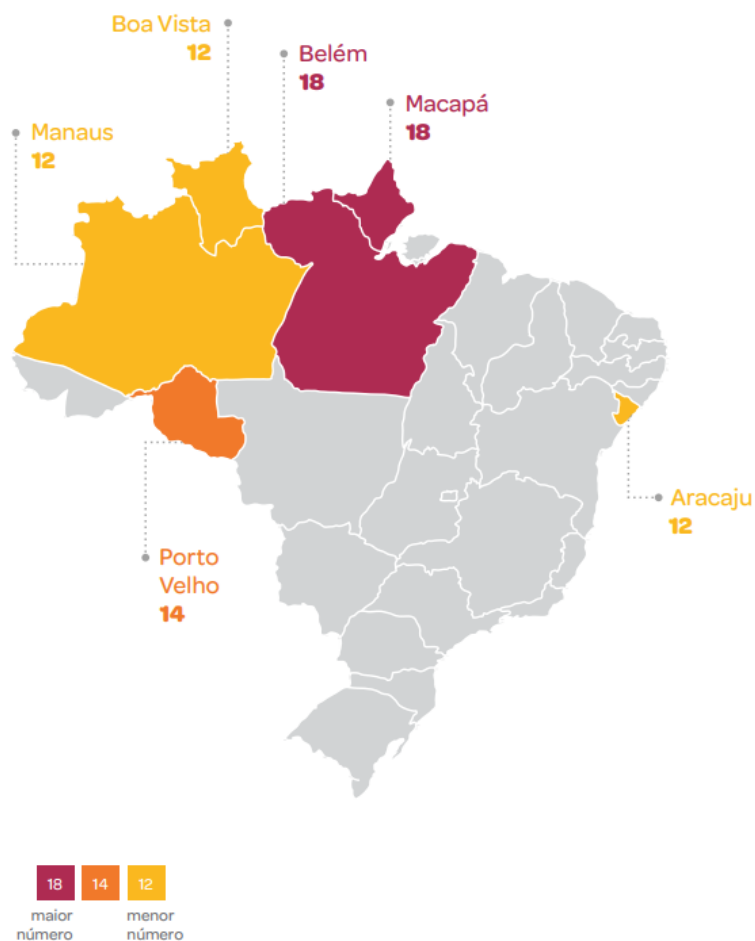 Boa Vista
12
Belém
18
Macapá
18
Manaus
12
Aracaju
12
Porto
Velho
14
18 14 12
maior
número
menor
número